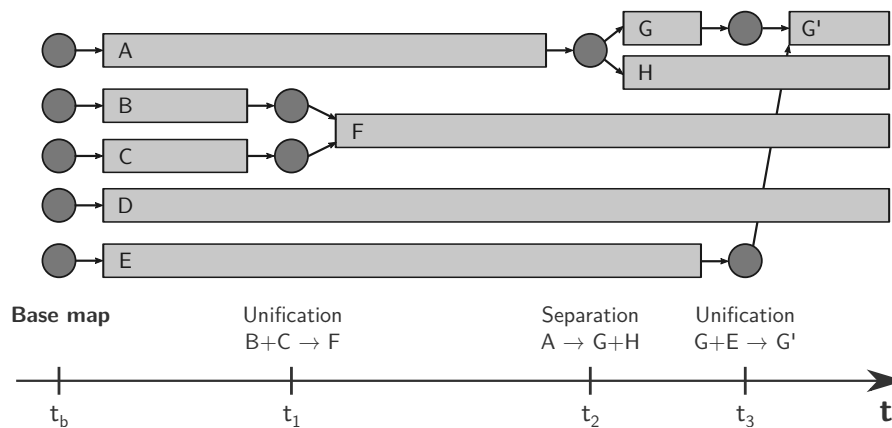 G
G'
A
H
B
F
C
D
E
Base map
Unification
B+C → F
Separation
A → G+H
Unification
G+E → G'
t_b
t_1
t_2
t_3
t